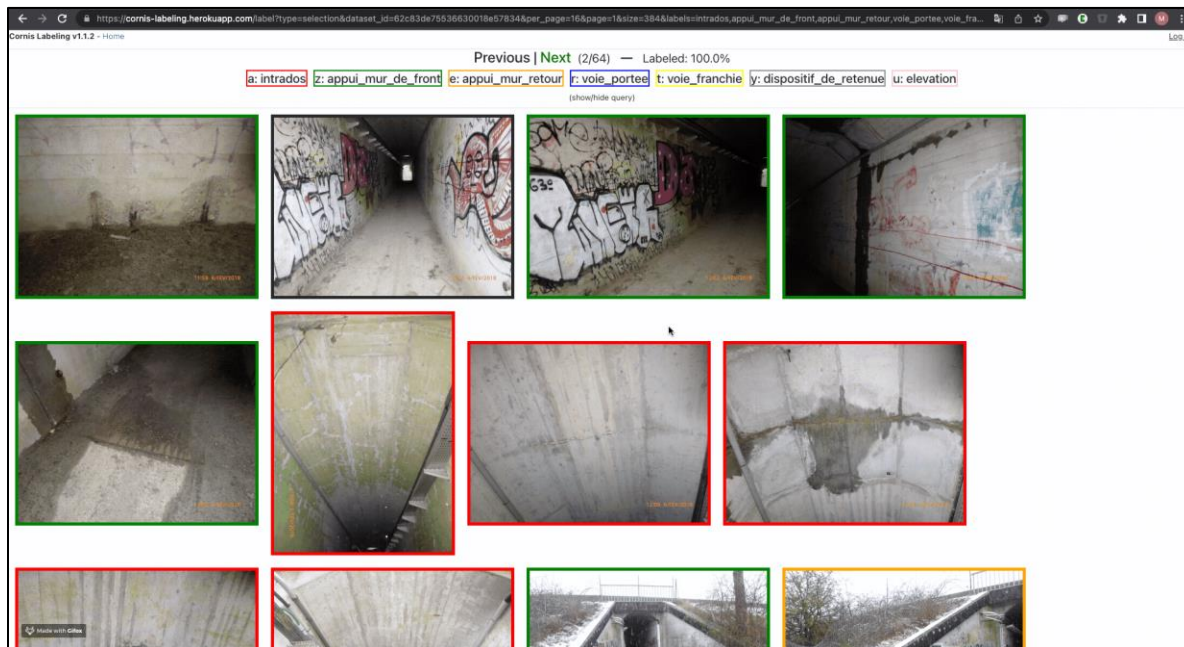 https://cornis-labeling.herokuapp.com/label?type=selection&dataset_id=62c83de75536630018e57834&per_page=16&page=1&size=384&labels=intrados,appui_mur_de_front,appui_mur_retour,voie_portee,voie_fra...
Cornis Labeling v1.1.2 - Home
Log
Previous | Next (2/64) — Labeled: 100.0%
a: intrados z: appui_mur_de_front e: appui_mur_retour r: voie_portee t: voie_franchie y: dispositif_de_retenue u: elevation
(show/hide query)
Made with Gifox